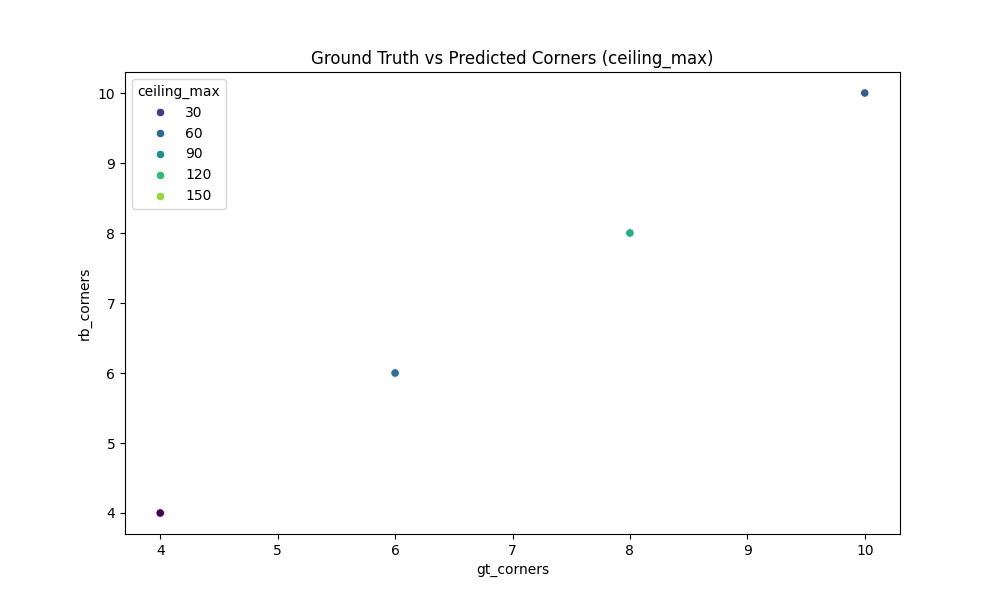 Ground Truth vs Predicted Corners (ceiling_max)
ceiling_max
30
60
90
120
150
10
9
8
7
6
5
4
rb_corners
4 5 6 7 8 9 10
gt_corners